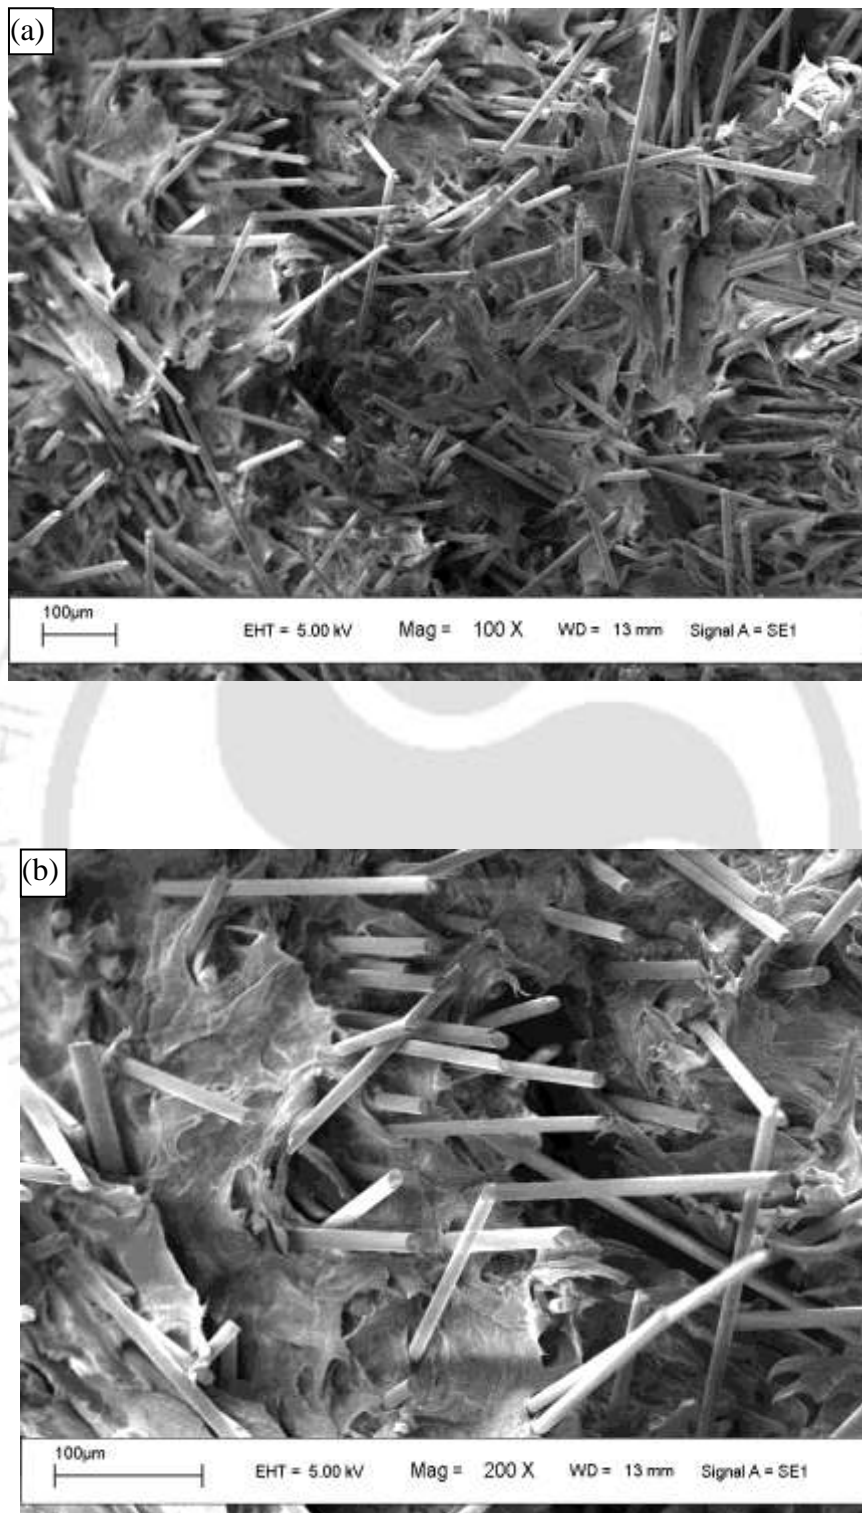 (a)
100μm
EHT = 5.00 kV Mag = 100 X WD = 13 mm Signal A = SE1
(b)
100μm
EHT = 5.00 kV Mag = 200 X WD = 13 mm Signal A = SE1